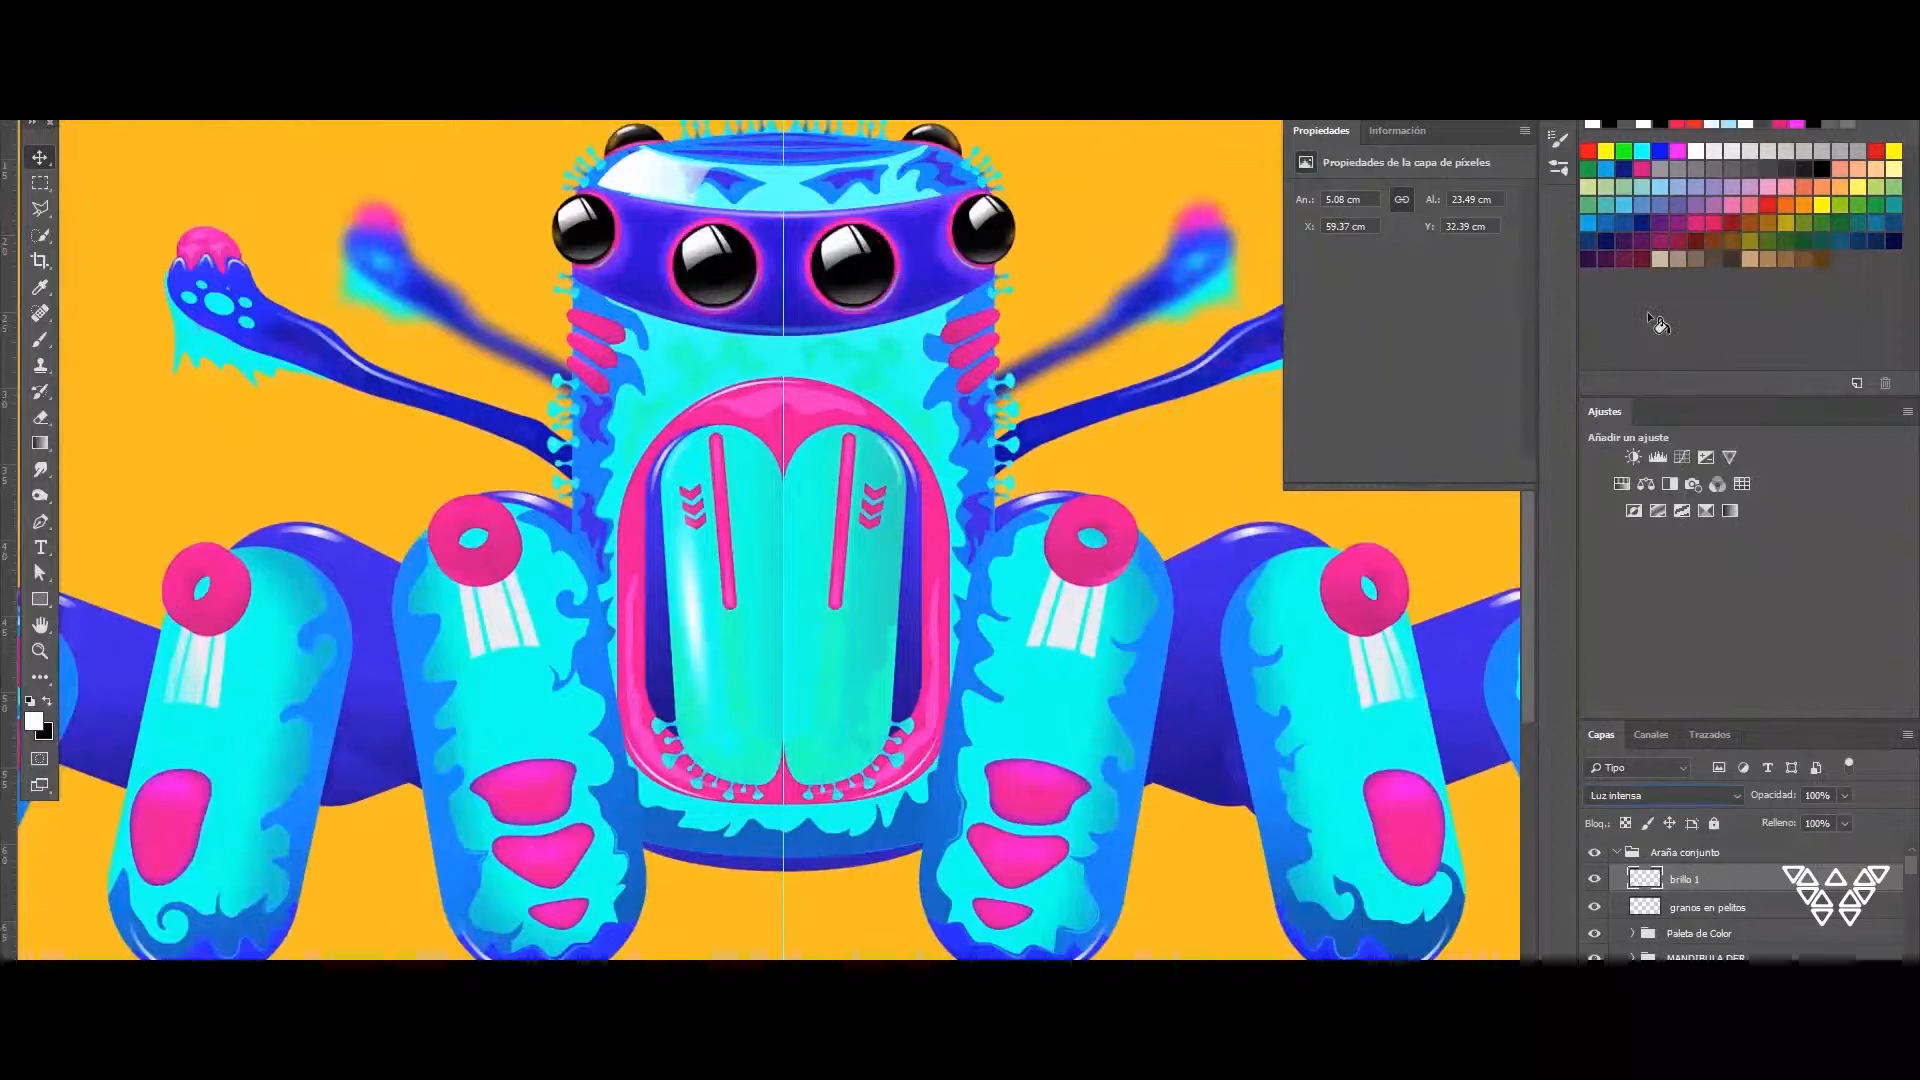 Propiedades Información
Propiedades de la capa de píxeles
An.: 5.08 cm Al.: 23.49 cm
X: 59.37 cm Y: 32.39 cm
Ajustes
Añadir un ajuste
Capas Canales Trazados
Tipo
Luz intensa Opacidad: 100%
Bloq.: Relleno: 100%
Araña conjunto
brillo 1
granos en pelitos
Paleta de Color
MANDIBULA DER